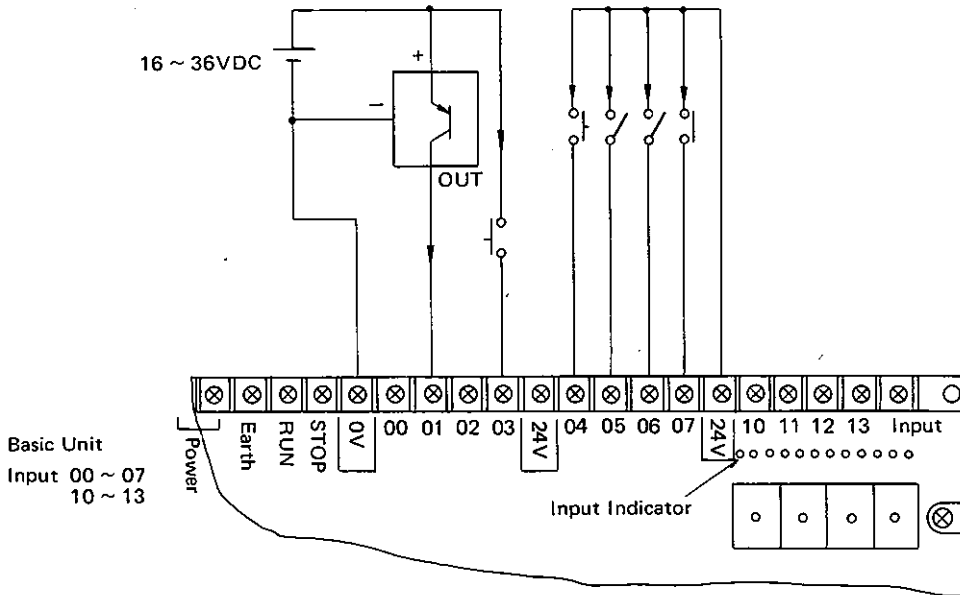 16 ~ 36VDC
+
−
OUT
Power
Earth
RUN
STOP
0V
00
01
02
03
24V
04
05
06
07
24V
10
11
12
13
Input
Basic Unit
Input 00 ~ 07
10 ~ 13
Input Indicator